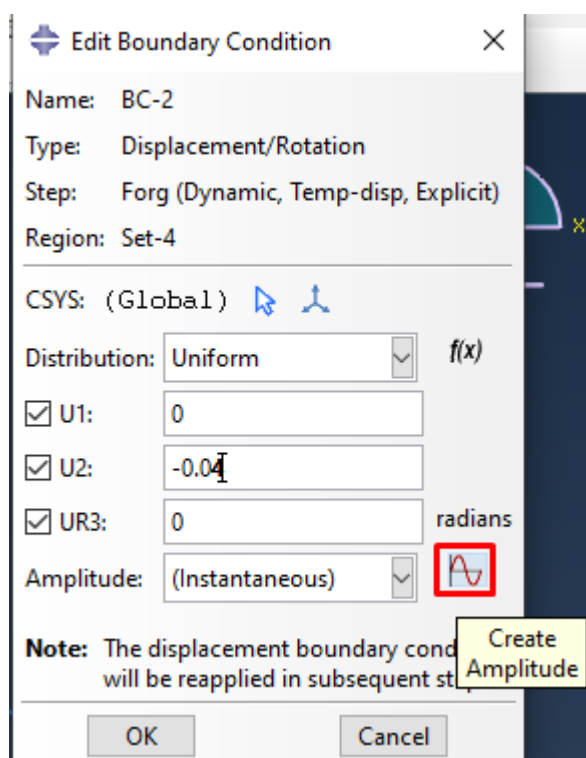 Edit Boundary Condition
Name: BC-2
Type: Displacement/Rotation
Step: Forg (Dynamic, Temp-disp, Explicit)
Region: Set-4
CSYS: (Global)
Distribution: Uniform f(x)
U1: 0
U2: -0.04
UR3: 0 radians
Amplitude: (Instantaneous)
Note: The displacement boundary cond
will be reapplied in subsequent st
Create
Amplitude
OK Cancel
X